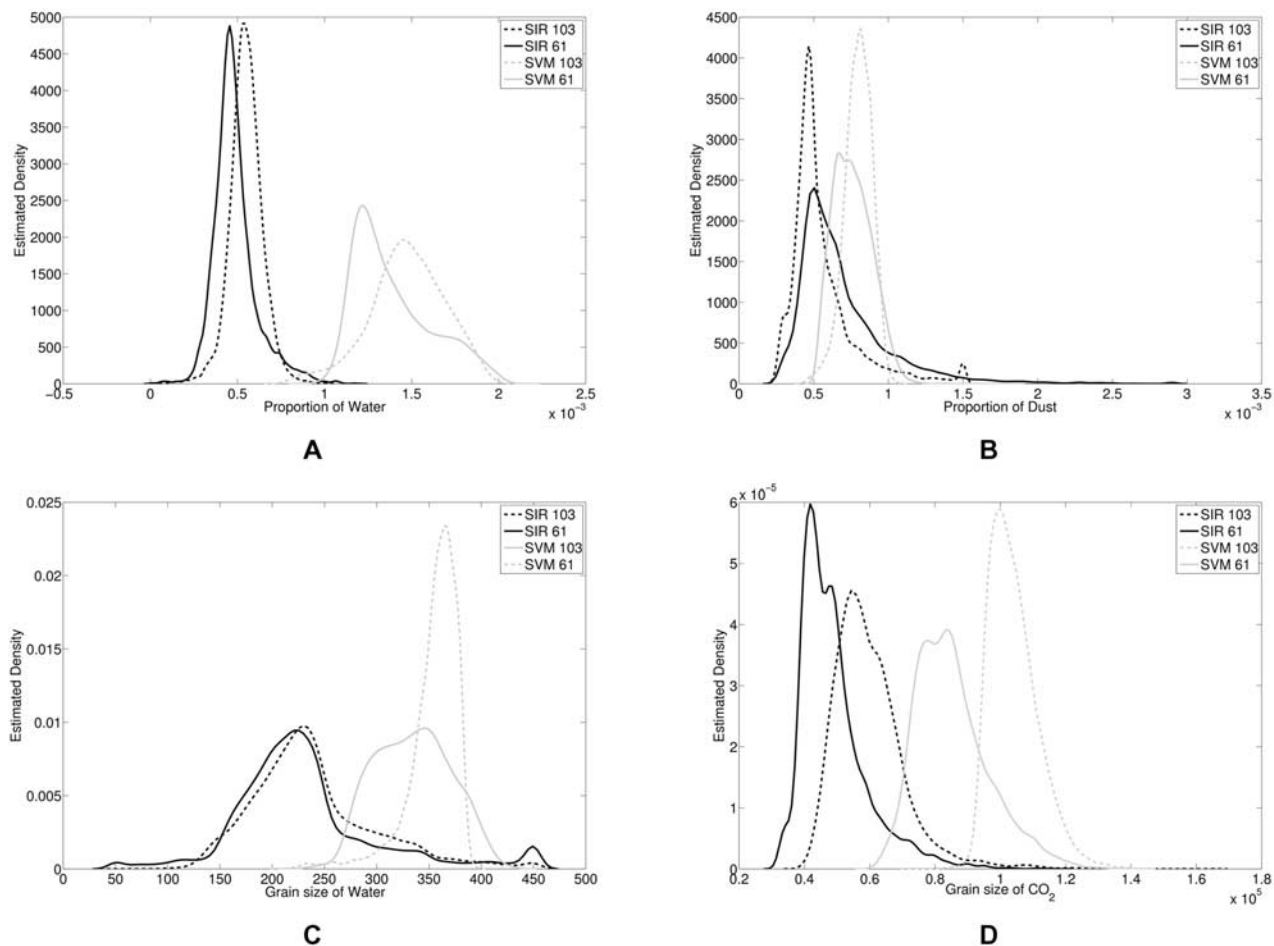 5000
4500
4000
3500
3000
2500
2000
1500
1000
500
0
Estimated Density
−0.5 0 0.5 1 1.5 2 2.5
Proportion of Water
x 10⁻³
SIR 103
SIR 61
SVM 103
SVM 61
A
4500
4000
3500
3000
2500
2000
1500
1000
500
0
Estimated Density
0 0.5 1 1.5 2 2.5 3 3.5
Proportion of Dust
x 10⁻³
SIR 103
SIR 61
SVM 103
SVM 61
B
0.025
0.02
0.015
0.01
0.005
0
Estimated Density
0 50 100 150 200 250 300 350 400 450 500
Grain size of Water
SIR 103
SIR 61
SVM 103
SVM 61
C
x 10⁻⁵
6
5
4
3
2
1
0
Estimated Density
0.2 0.4 0.6 0.8 1 1.2 1.4 1.6 1.8
Grain size of CO₂
x 10⁵
SIR 103
SIR 61
SVM 103
SVM 61
D